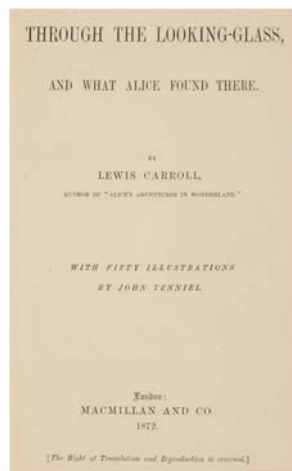 THROUGH THE LOOKING-GLASS,
AND WHAT ALICE FOUND THERE.
BY
LEWIS CARROLL,
AUTHOR OF "ALICE'S ADVENTURES IN WONDERLAND."
WITH FIFTY ILLUSTRATIONS
BY JOHN TENNIEL.
London:
MACMILLAN AND CO.
1872.
[The Right of Translation and Reproduction is reserved.]